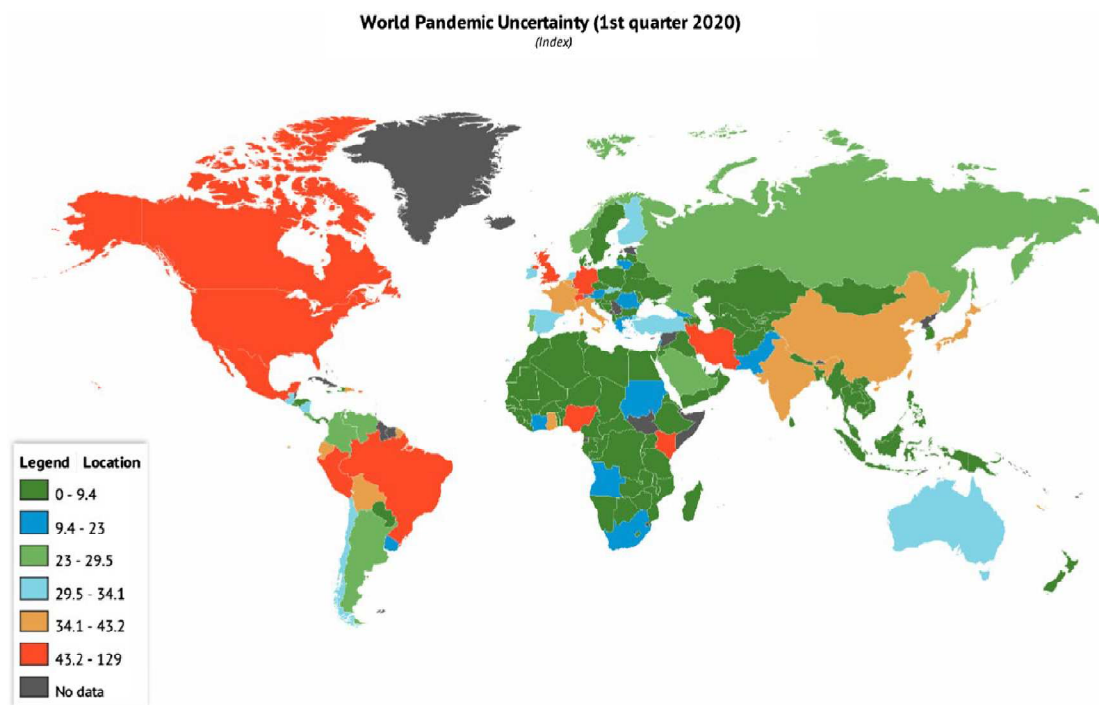 World Pandemic Uncertainty (1st quarter 2020)
(Index)
Legend Location
0 - 9.4
9.4 - 23
23 - 29.5
29.5 - 34.1
34.1 - 43.2
43.2 - 129
No data